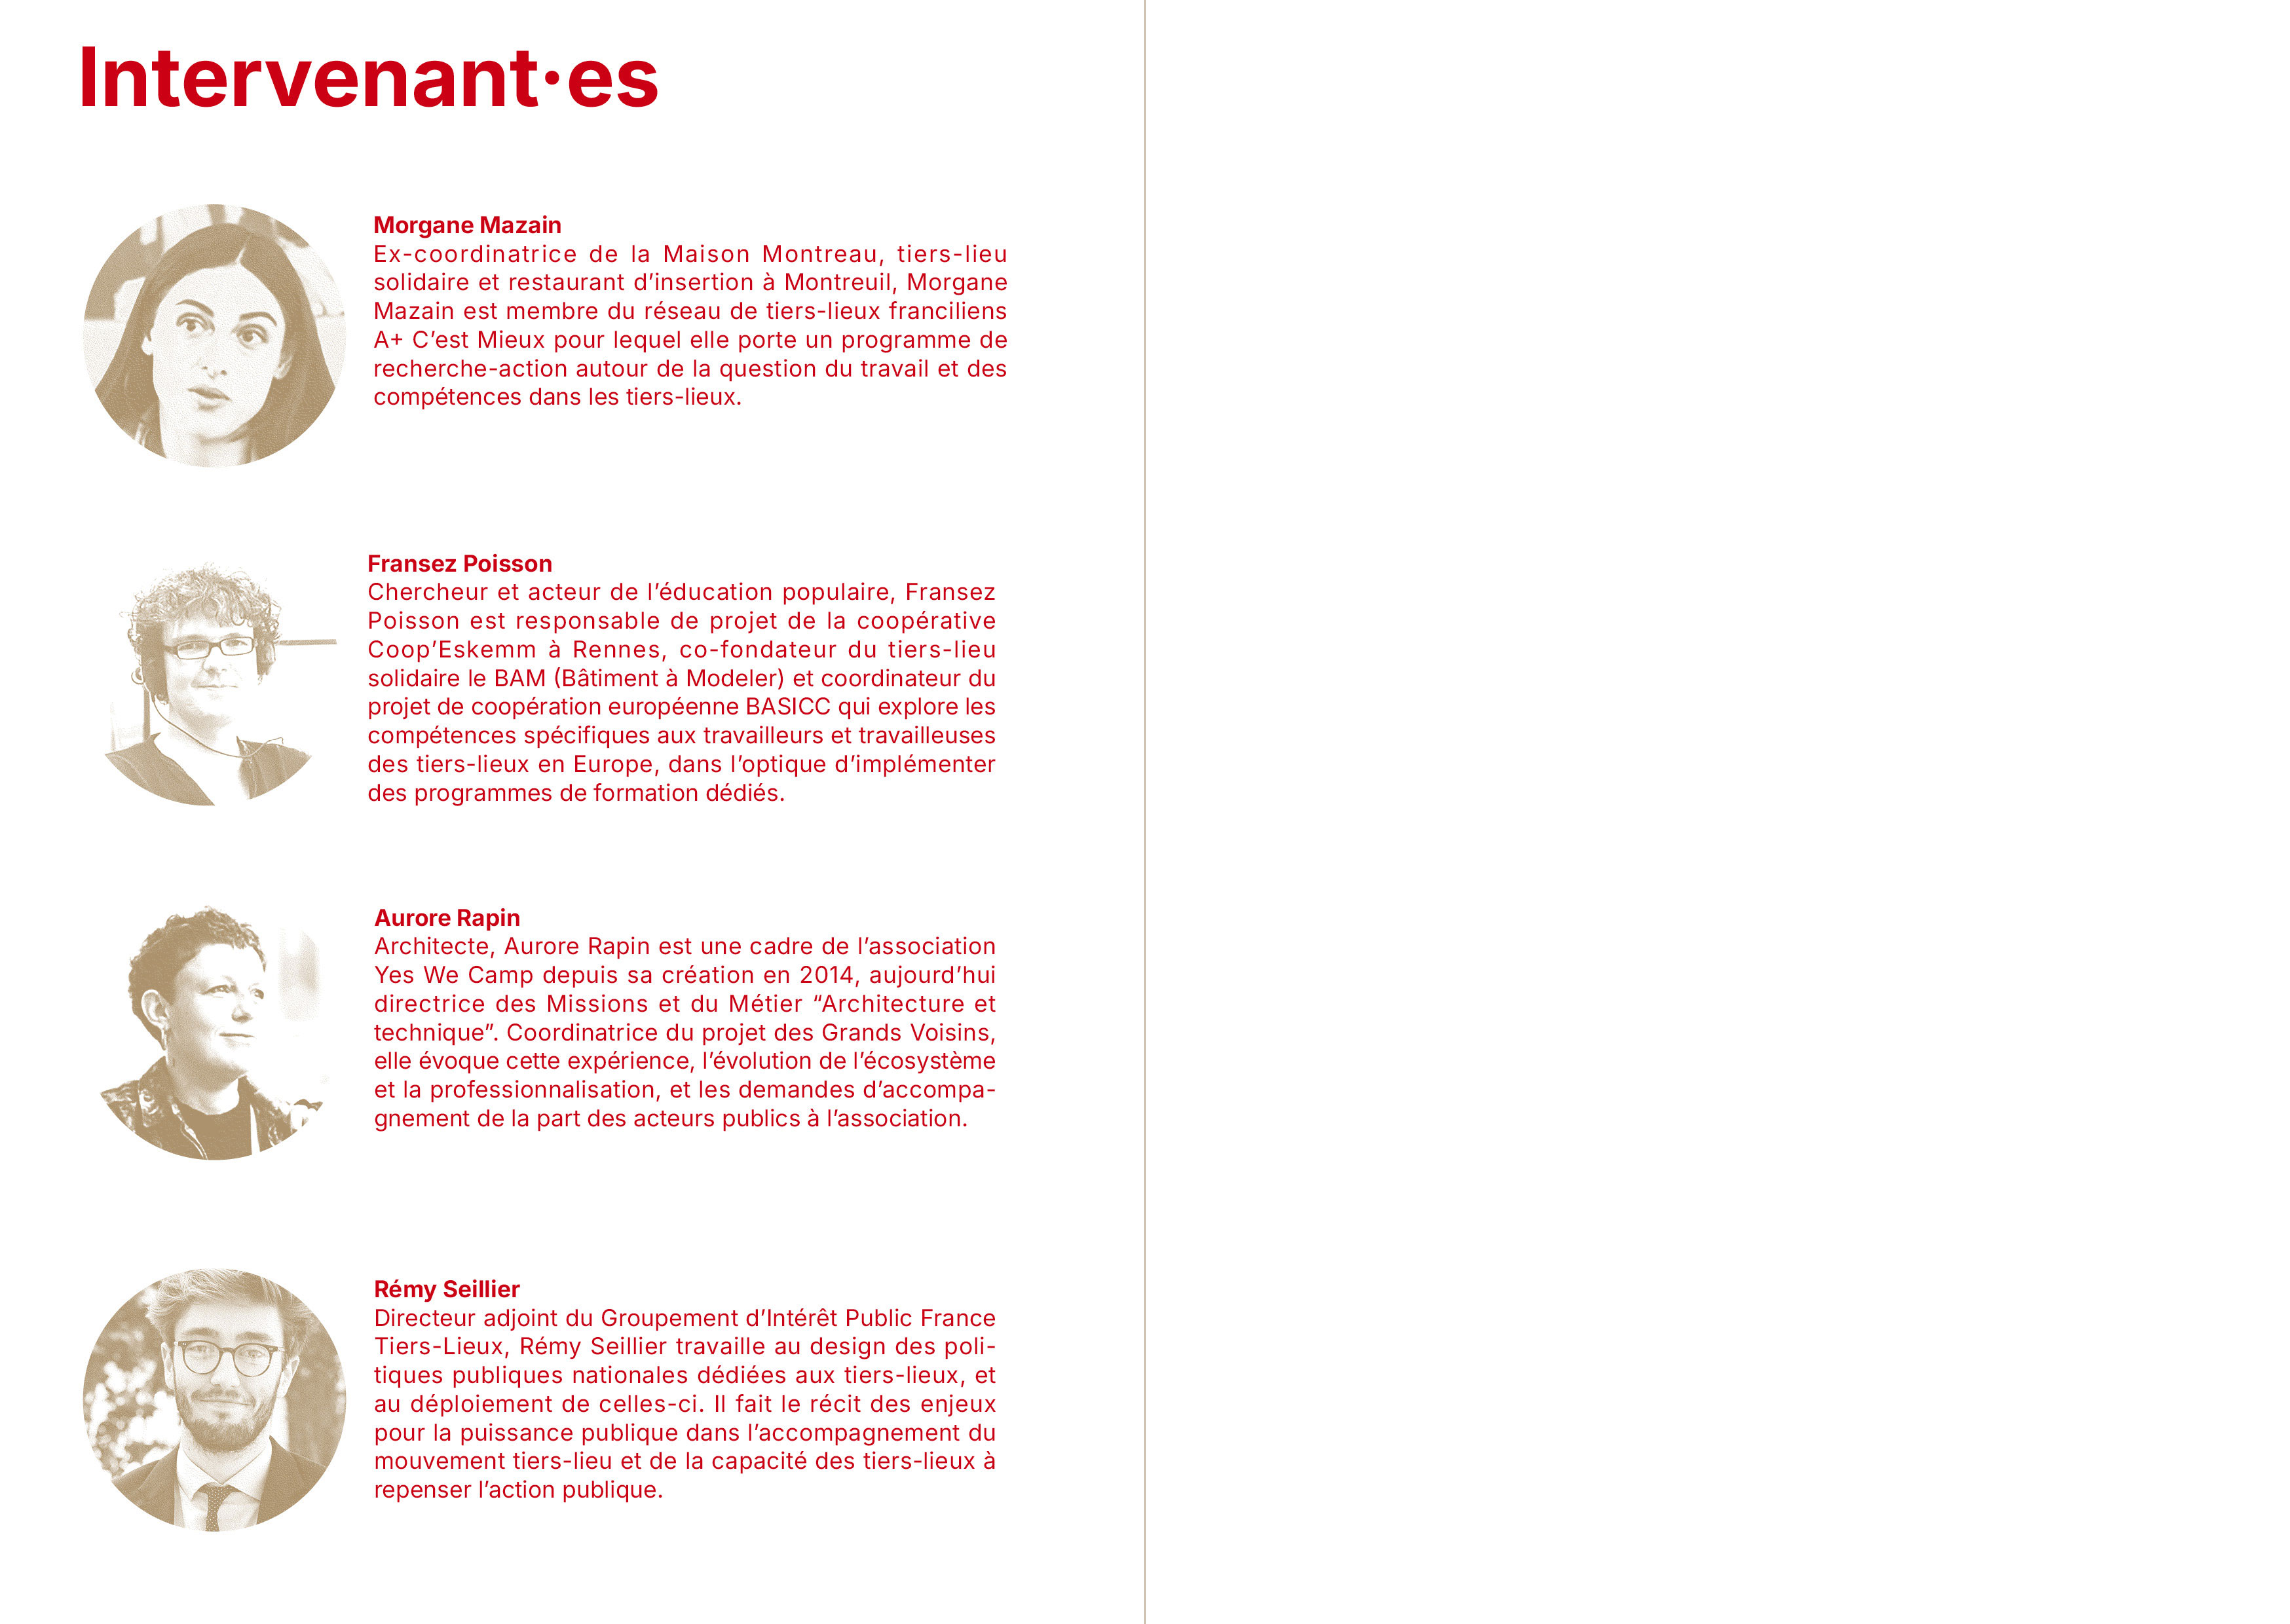 Intervenant·es
Morgane Mazain
Ex-coordinatrice de la Maison Montreau, tiers-lieu
solidaire et restaurant d’insertion à Montreuil, Morgane
Mazain est membre du réseau de tiers-lieux franciliens
A+ C’est Mieux pour lequel elle porte un programme de
recherche-action autour de la question du travail et des
compétences dans les tiers-lieux.
Fransez Poisson
Chercheur et acteur de l’éducation populaire, Fransez
Poisson est responsable de projet de la coopérative
Coop’Eskemm à Rennes, co-fondateur du tiers-lieu
solidaire le BAM (Bâtiment à Modeler) et coordinateur du
projet de coopération européenne BASICC qui explore les
compétences spécifiques aux travailleurs et travailleuses
des tiers-lieux en Europe, dans l’optique d’implémenter
des programmes de formation dédiés.
Aurore Rapin
Architecte, Aurore Rapin est une cadre de l’association
Yes We Camp depuis sa création en 2014, aujourd’hui
directrice des Missions et du Métier “Architecture et
technique”. Coordinatrice du projet des Grands Voisins,
elle évoque cette expérience, l’évolution de l’écosystème
et la professionnalisation, et les demandes d’accompa-
gnement de la part des acteurs publics à l’association.
Rémy Seillier
Directeur adjoint du Groupement d’Intérêt Public France
Tiers-Lieux, Rémy Seillier travaille au design des poli-
tiques publiques nationales dédiées aux tiers-lieux, et
au déploiement de celles-ci. Il fait le récit des enjeux
pour la puissance publique dans l’accompagnement du
mouvement tiers-lieu et de la capacité des tiers-lieux à
repenser l’action publique.